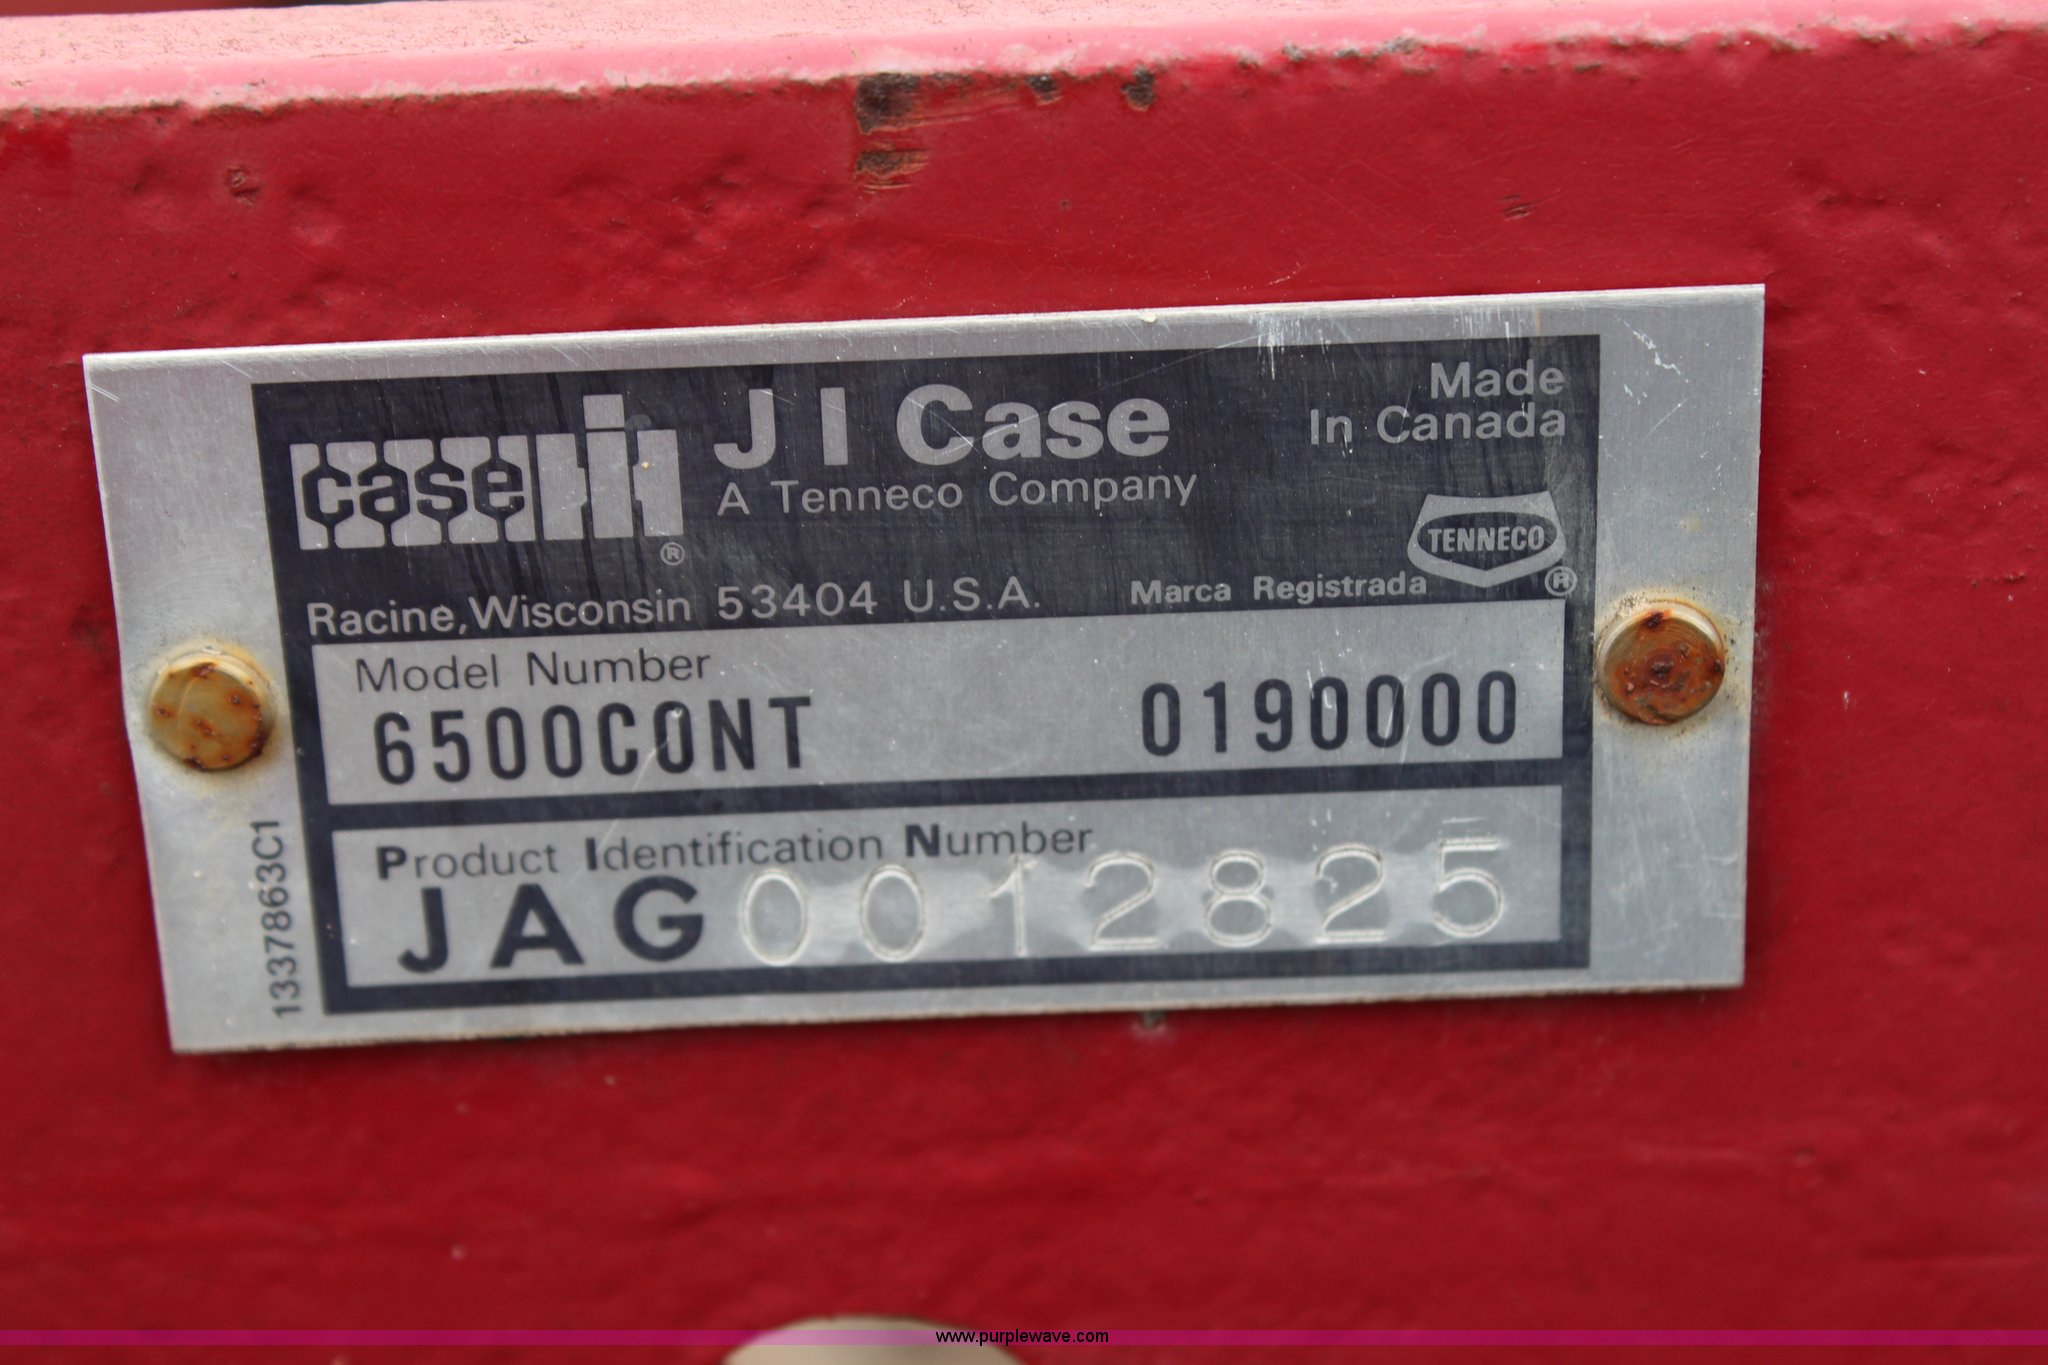 case IH ®
J I Case
A Tenneco Company
Made
In Canada
TENNECO ®
Racine, Wisconsin 53404 U.S.A.
Marca Registrada
Model Number
6500CONT 0190000
Product Identification Number
JAG0012825
1337863C1
www.purplewave.com